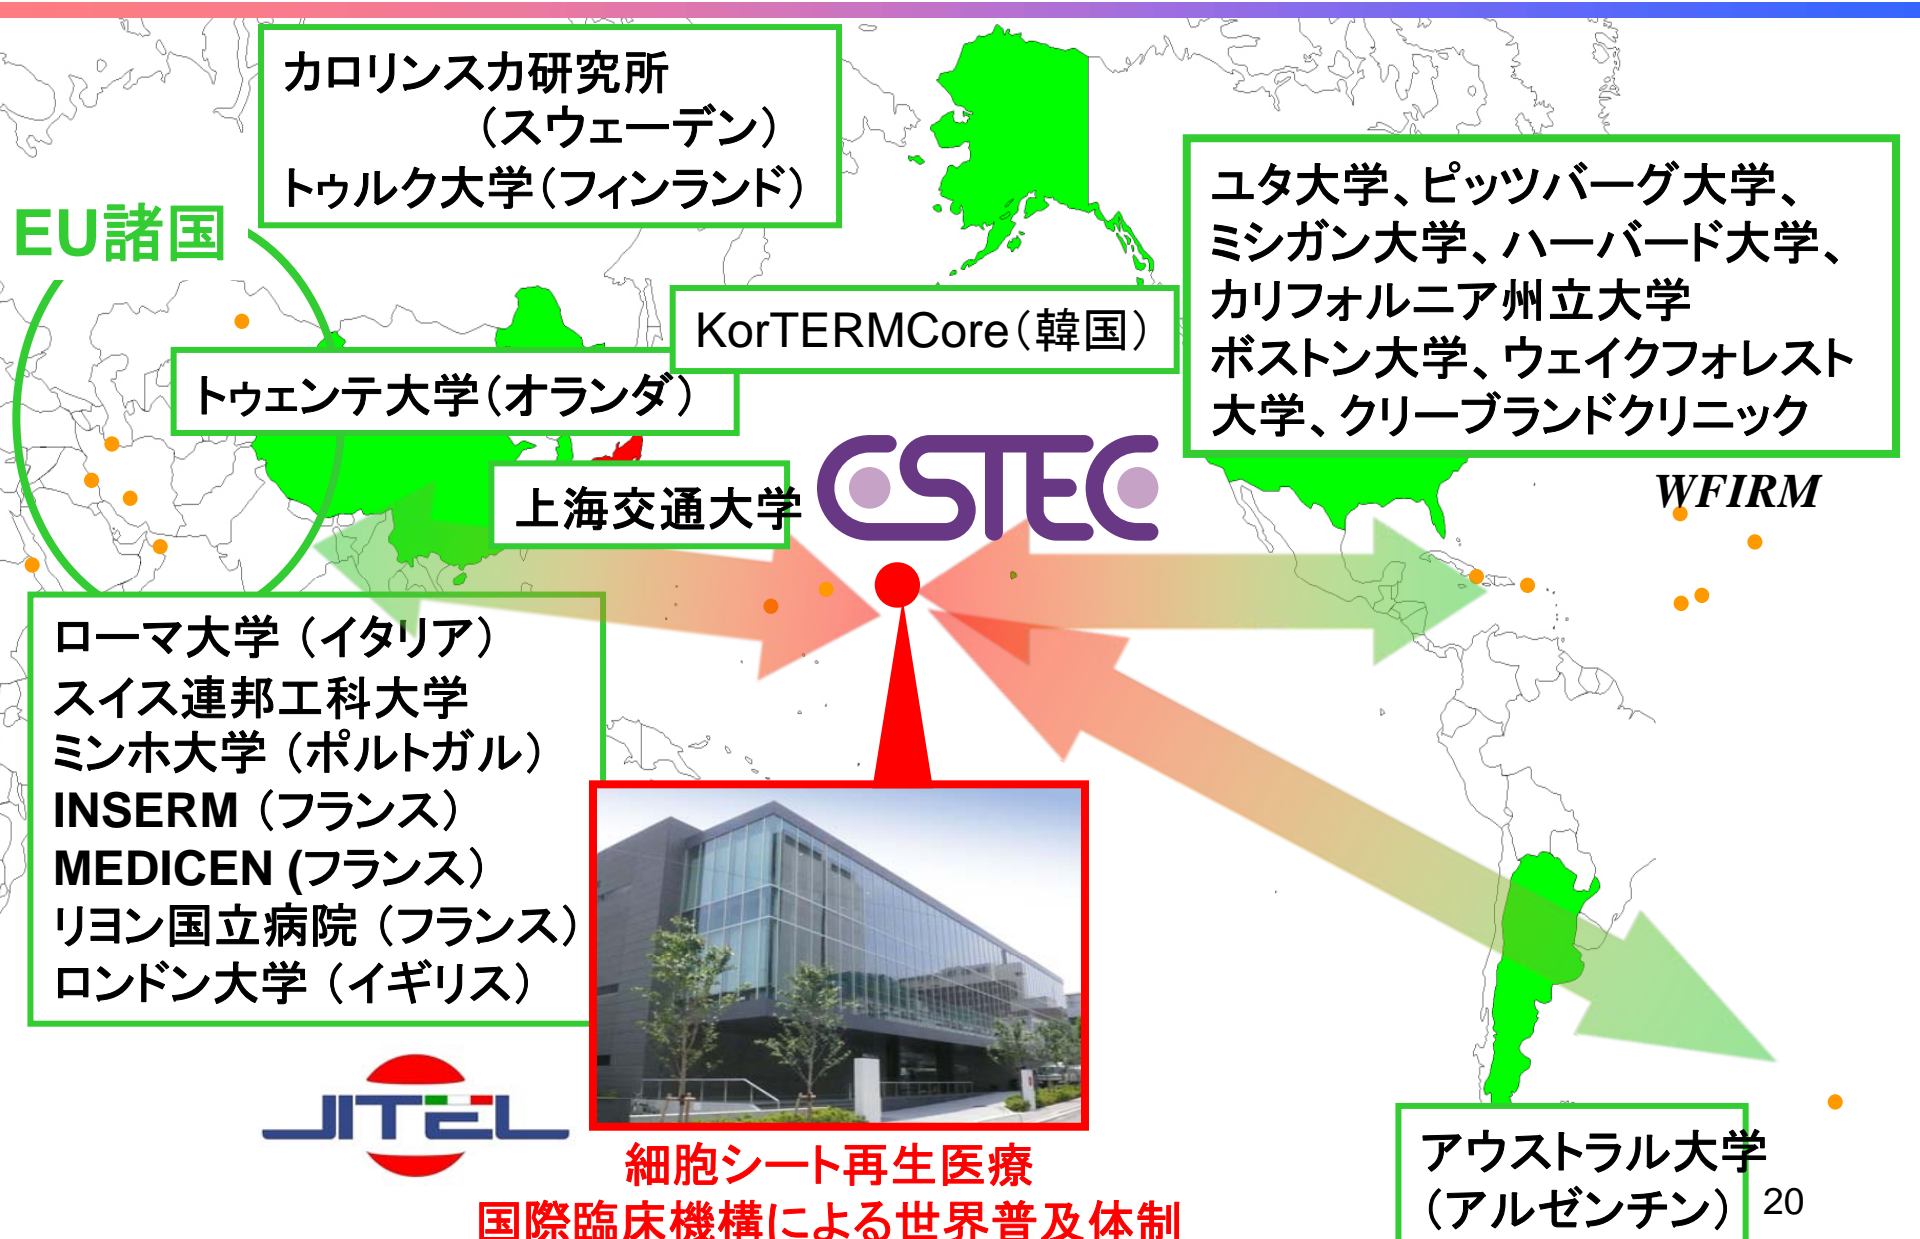 カロリンスカ研究所
（スウェーデン）
トゥルク大学（フィンランド）
EU諸国
ユタ大学、ピッツバーグ大学、
ミシガン大学、ハーバード大学、
カリフォルニア州立大学
ボストン大学、ウェイクフォレスト
大学、クリーブランドクリニック
KorTERMCore（韓国）
トゥエンテ大学（オランダ）
CSTEC
WFIRM
上海交通大学
ローマ大学（イタリア）
スイス連邦工科大学
ミンホ大学（ポルトガル）
INSERM（フランス）
MEDICEN (フランス）
リヨン国立病院（フランス）
ロンドン大学（イギリス）
JITEL
細胞シート再生医療
国際臨床機構による世界普及体制
アウストラル大学
（アルゼンチン）
20